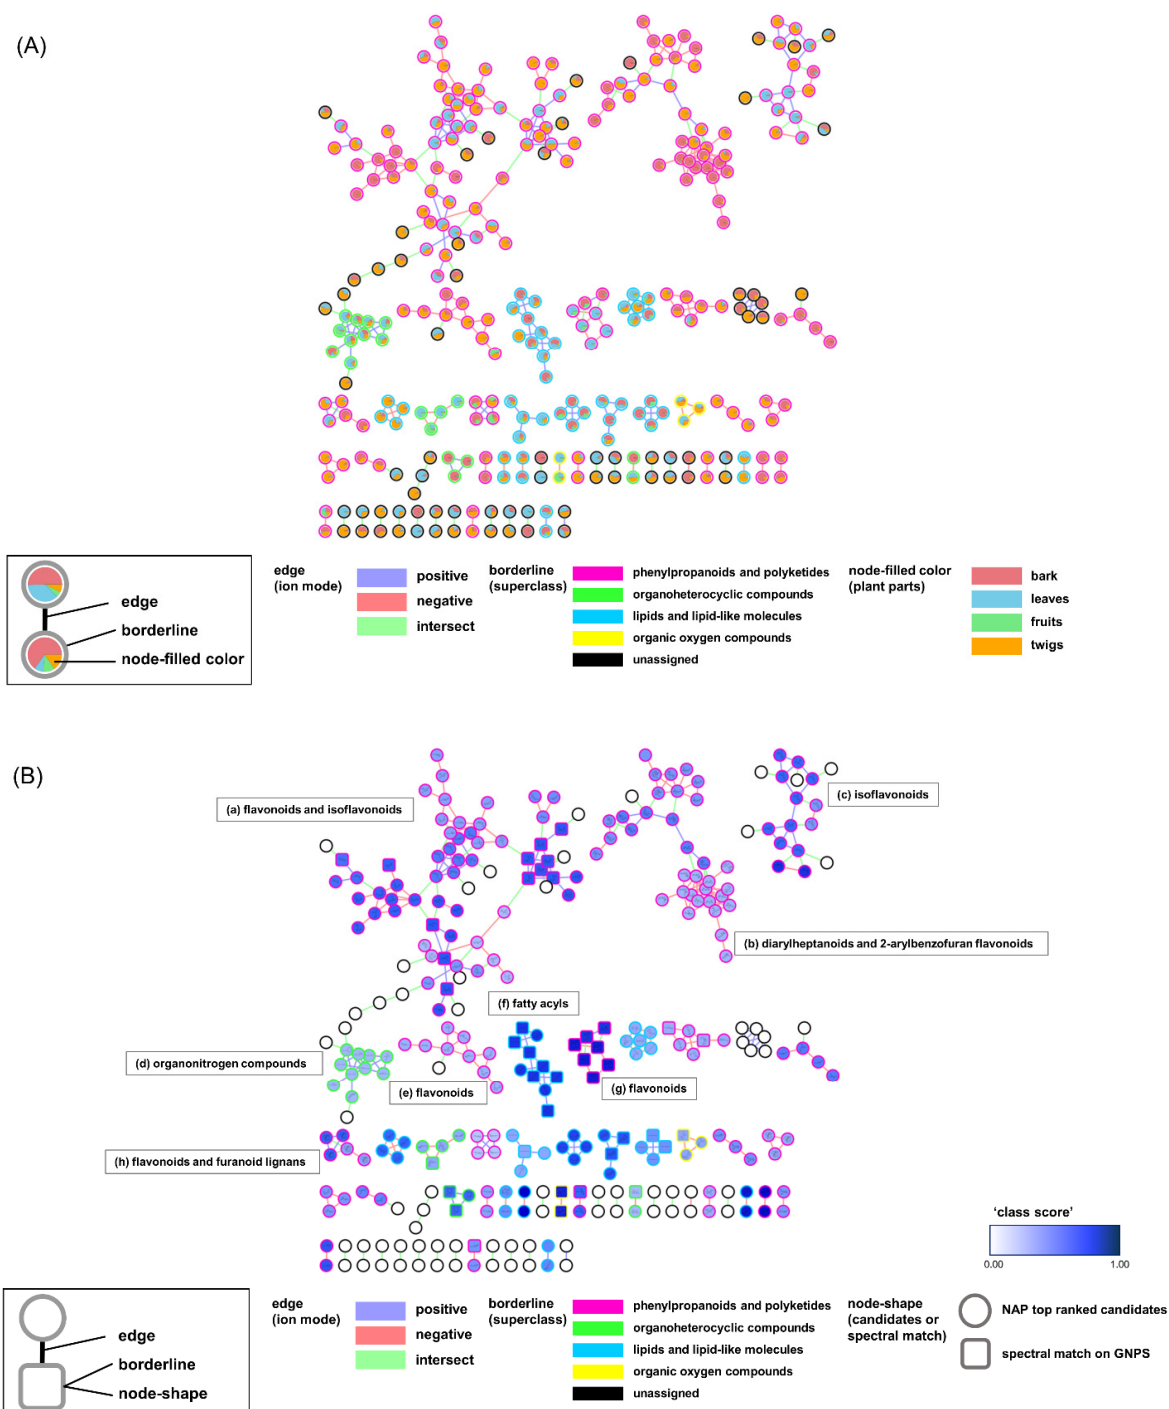 (A)
edge
borderline
node-filled color
edge
(ion mode)
positive
negative
intersect
borderline
(superclass)
phenylpropanoids and polyketides
organoheterocyclic compounds
lipids and lipid-like molecules
organic oxygen compounds
unassigned
node-filled color
(plant parts)
bark
leaves
fruits
twigs
(B)
(a) flavonoids and isoflavonoids
(c) isoflavonoids
(b) diarylheptanoids and 2-arylbenzofuran flavonoids
(f) fatty acyls
(d) organonitrogen compounds
(e) flavonoids
(g) flavonoids
(h) flavonoids and furanoid lignans
'class score'
0.00
1.00
edge
borderline
node-shape
edge
(ion mode)
positive
negative
intersect
borderline
(superclass)
phenylpropanoids and polyketides
organoheterocyclic compounds
lipids and lipid-like molecules
organic oxygen compounds
unassigned
node-shape
(candidates or
spectral match)
NAP top ranked candidates
spectral match on GNPS